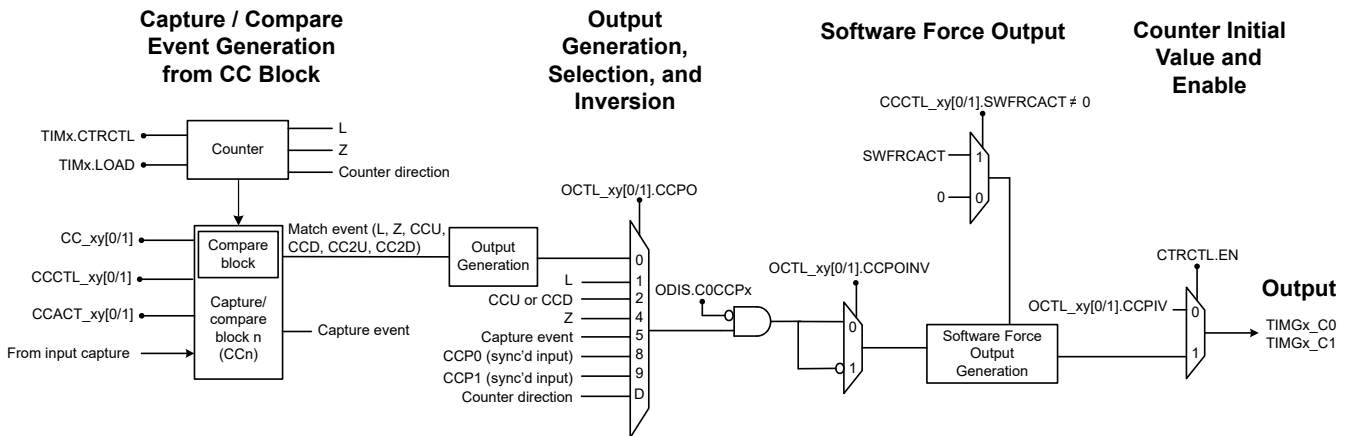 Capture / Compare
Event Generation
from CC Block
Output
Generation,
Selection, and
Inversion
Software Force Output
Counter Initial
Value and
Enable
TIMx.CTRCTL
TIMx.LOAD
Counter
L
Z
Counter direction
CC_xy[0/1]
CCCTL_xy[0/1]
CCACT_xy[0/1]
From input capture
Compare
block
Capture/
compare
block n
(CCn)
Match event (L, Z, CCU,
CCD, CC2U, CC2D)
Capture event
Output
Generation
OCTL_xy[0/1].CCPO
0
L
1
CCU or CCD
2
Z
4
Capture event
5
CCP0 (sync'd input)
8
CCP1 (sync'd input)
9
Counter direction
D
ODIS.C0CCPx
OCTL_xy[0/1].CCPOINV
0
1
CCCTL_xy[0/1].SWFRCACT ≠ 0
SWFRCACT
1
0
0
Software Force
Output
Generation
CTRCTL.EN
OCTL_xy[0/1].CCPIV
0
1
Output
TIMGx_C0
TIMGx_C1